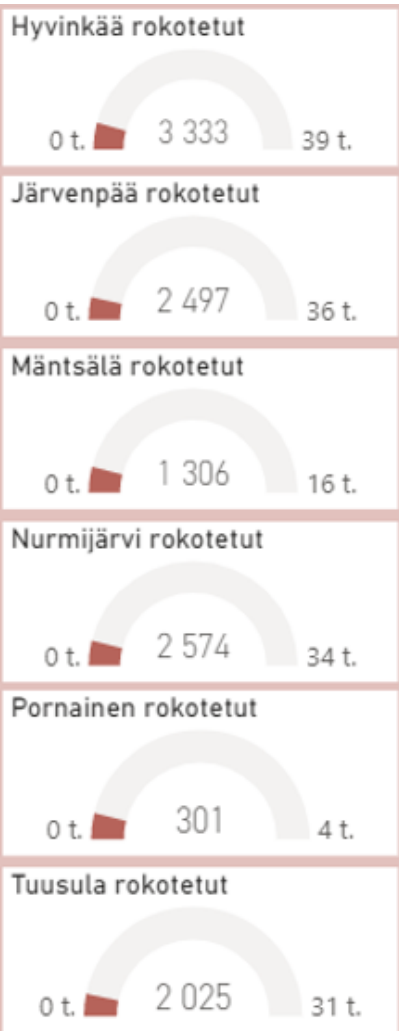 Hyvinkää rokotetut
0 t. 3 333 39 t.
Järvenpää rokotetut
0 t. 2 497 36 t.
Mäntsälä rokotetut
0 t. 1 306 16 t.
Nurmijärvi rokotetut
0 t. 2 574 34 t.
Pornainen rokotetut
0 t. 301 4 t.
Tuusula rokotetut
0 t. 2 025 31 t.